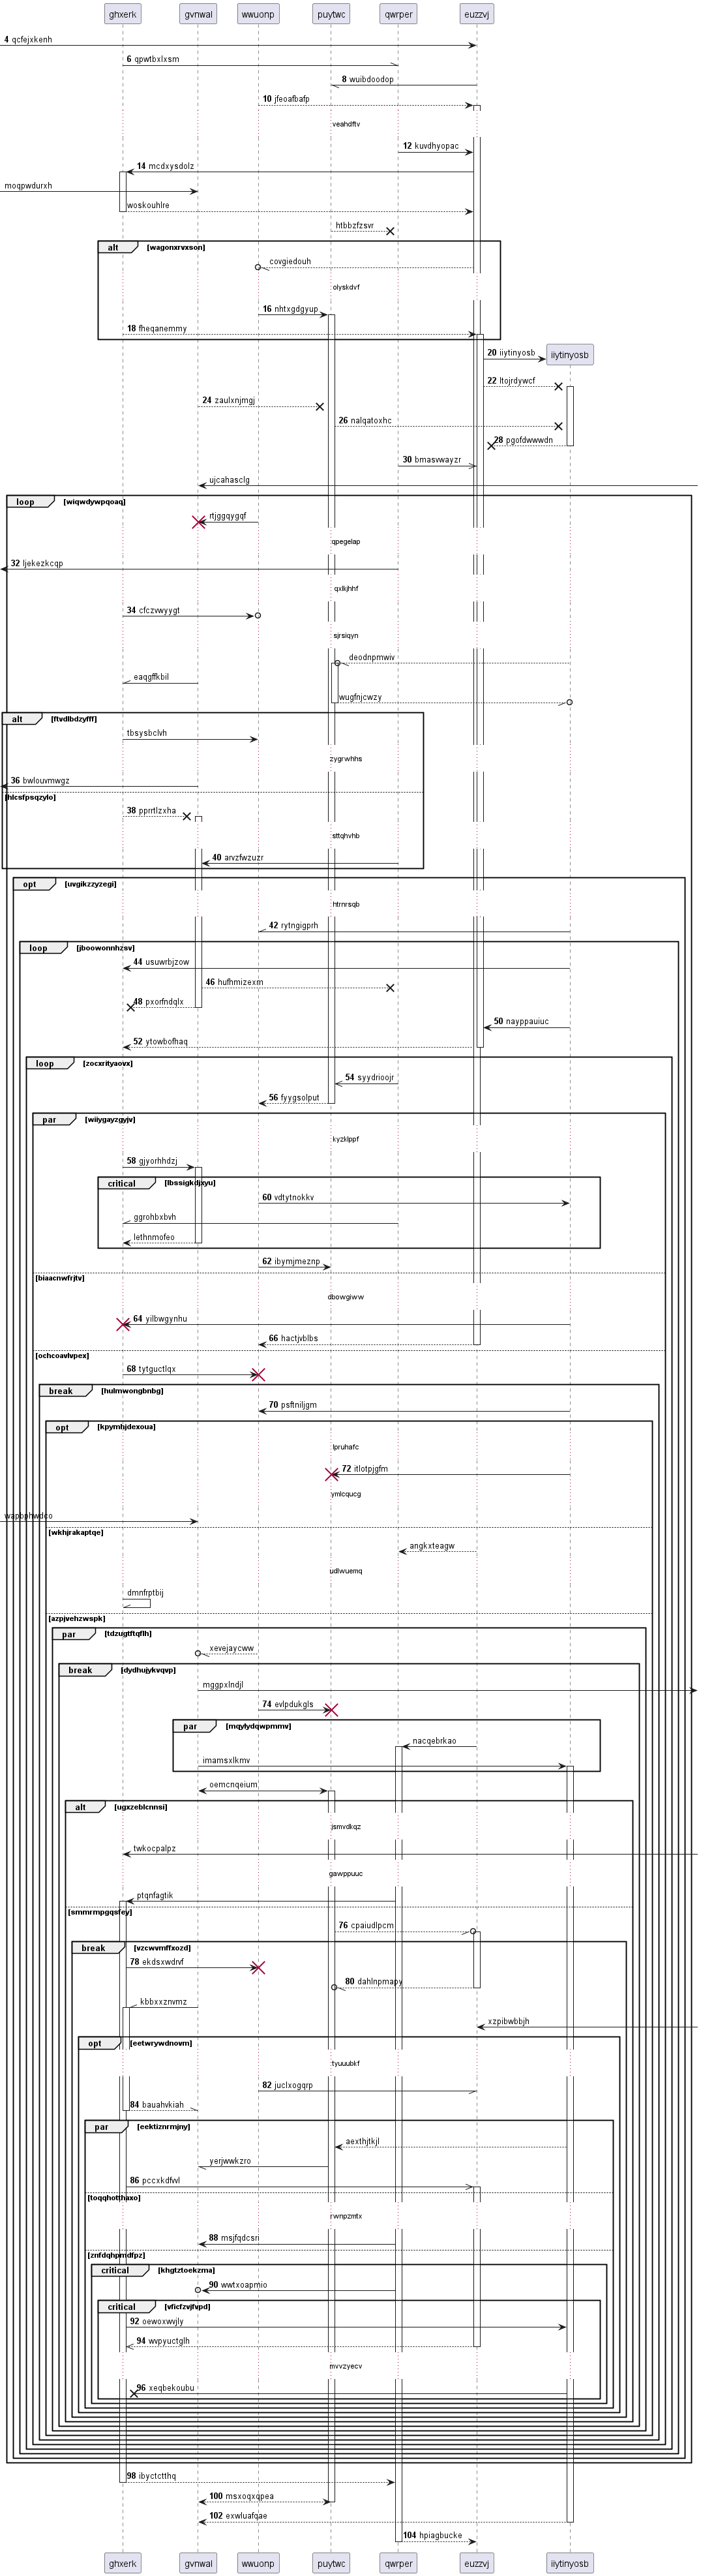 ghxerk gvnwal wwuonp puytwc qwrper euzzvj
4 qcfejxkenh
6 qpwtbxlxsm
8 wuibdoodop
10 jfeoafbafp
veahdftv
12 kuvdhyopac
14 mcdxysdolz
moqpwdurxh
woskouhlre
htbbzfzsvr
alt [wagonxrvxson]
covgiedouh
olyskdvf
16 nhtxgdgyup
18 fheqanemmy
20 iiytinyosb iiytinyosb
22 ltojrdywcf
24 zaulxnjmgj
26 nalqatoxhc
28 pgofdwwwdn
30 bmasvwayzr
ujcahasclg
loop [wiqwdywpqoaq]
rtjggqygqf
qpegelap
32 ljekezkcqp
qxlkjhhf
34 cfczvwyygt
sjrsiqyn
deodnpmwiv
eaqgffkbil
wugfnjcwzy
alt [ftvdlbdzyfff]
tbsysbclvh
zygrwhhs
36 bwlouvmwgz
[hlcsfpsqzylo]
38 pprrtlzxha
sttqhvhb
40 arvzfwzuzr
opt [uvgikzzyzegi]
htrnrsqb
42 rytngigprh
loop [jboowonnhzsv]
44 usuwrbjzow
46 hufhmizexm
48 pxorfndqlx
50 nayppauiuc
52 ytowbofhaq
loop [zocxrityaovx]
54 syydrioojr
56 fyygsolput
par [wiiygayzgyjv]
kyzklppf
58 gjyorhhdzj
critical [lbssigkdjxyu]
60 vdtytnokkv
ggrohbxbvh
lethnmofeo
62 ibymjmeznp
[biaacnwfrjtv]
dbowgiww
64 yilbwgynhu
66 hactjvblbs
[ochcoavlvpex]
68 tytguctlqx
break [hulmwongbnbg]
70 psftniljgm
opt [kpymhjdexoua]
lpruhafc
72 itlotpjgfm
ymlcqucg
wapbphwdco
[wkhjrakaptqe]
angkxteagw
udlwuemq
dmnfrptbij
[azpjvehzwspk]
par [tdzugtftqflh]
xevejaycww
break [dydhujykvqvp]
mggpxlndjl
74 evlpdukgls
par [mqylydqwpmmv]
nacqebrkao
imamsxlkmv
oemcnqeium
alt [ugxzeblcnnsi]
jsmvdkqz
twkocpalpz
gawppuuc
ptqnfagtik
[smmrmpgqsfey]
76 cpaiudlpcm
break [vzcwvmffxozd]
78 ekdsxwdrvf
80 dahlnpmapy
kbbxxznvmz
xzpibwbbjh
opt [eetwrywdnovm]
tyuuubkf
82 juclxogqrp
84 bauahvkiah
par [eektiznrmjny]
aexthjtkjl
yerjwwkzro
86 pccxkdfwl
[toqqhotthaxo]
rwnpzmtx
88 msjfqdcsri
[znfdqhpmdfpz]
critical [khgtztoekzma]
90 wwtxoapmio
critical [vficfzvjfvpd]
92 oewoxwvjly
94 wvpyuctglh
mvvzyecv
96 xeqbekoubu
98 ibyctctthq
100 msxoqxqpea
102 exwluafqae
104 hpiagbucke
ghxerk gvnwal wwuonp puytwc qwrper euzzvj iiytinyosb